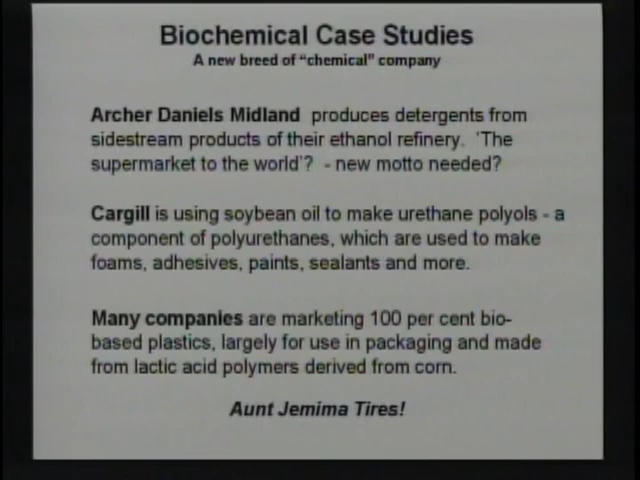 Biochemical Case Studies
A new breed of "chemical" company
Archer Daniels Midland produces detergents from
sidestream products of their ethanol refinery. 'The
supermarket to the world'? - new motto needed?
Cargill is using soybean oil to make urethane polyols - a
component of polyurethanes, which are used to make
foams, adhesives, paints, sealants and more.
Many companies are marketing 100 per cent bio-
based plastics, largely for use in packaging and made
from lactic acid polymers derived from corn.
Aunt Jemima Tires!